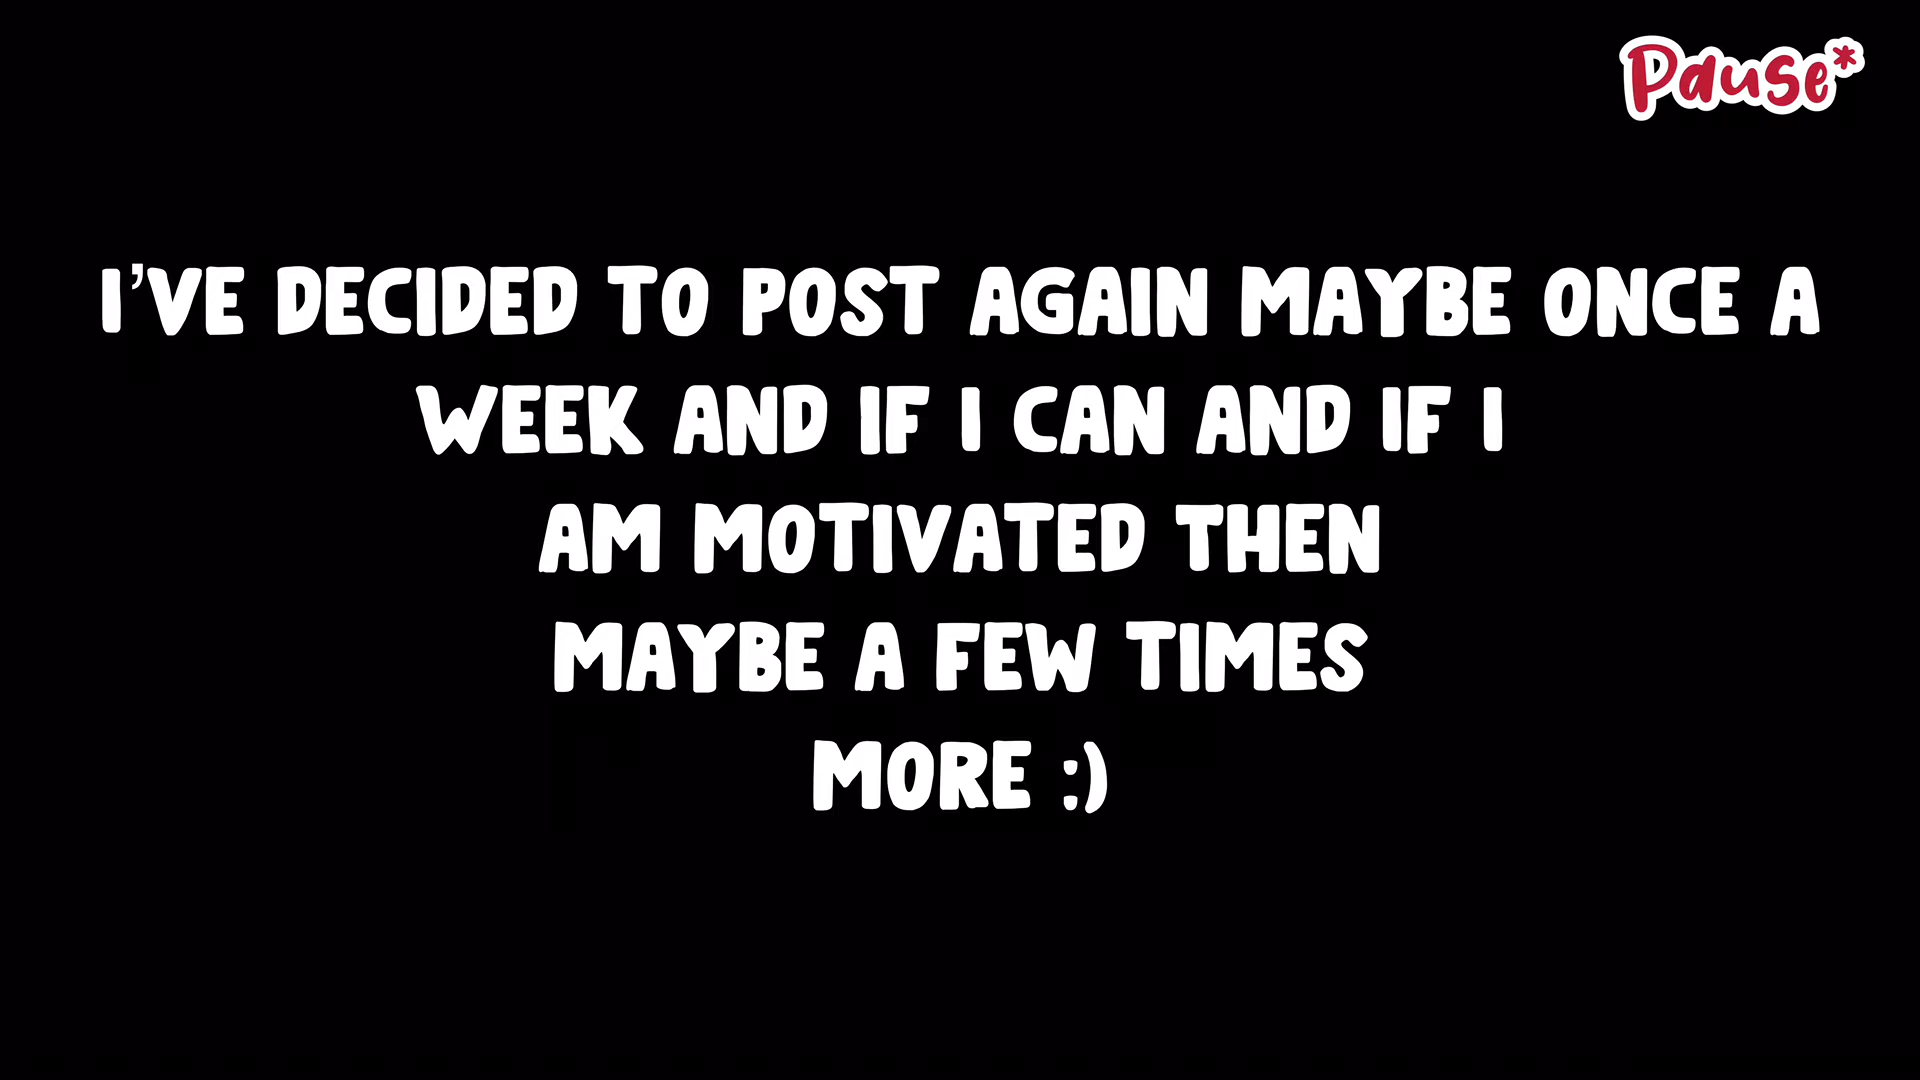 Pause*
I'VE DECIDED TO POST AGAIN MAYBE ONCE A
WEEK AND IF I CAN AND IF I
AM MOTIVATED THEN
MAYBE A FEW TIMES
MORE :)